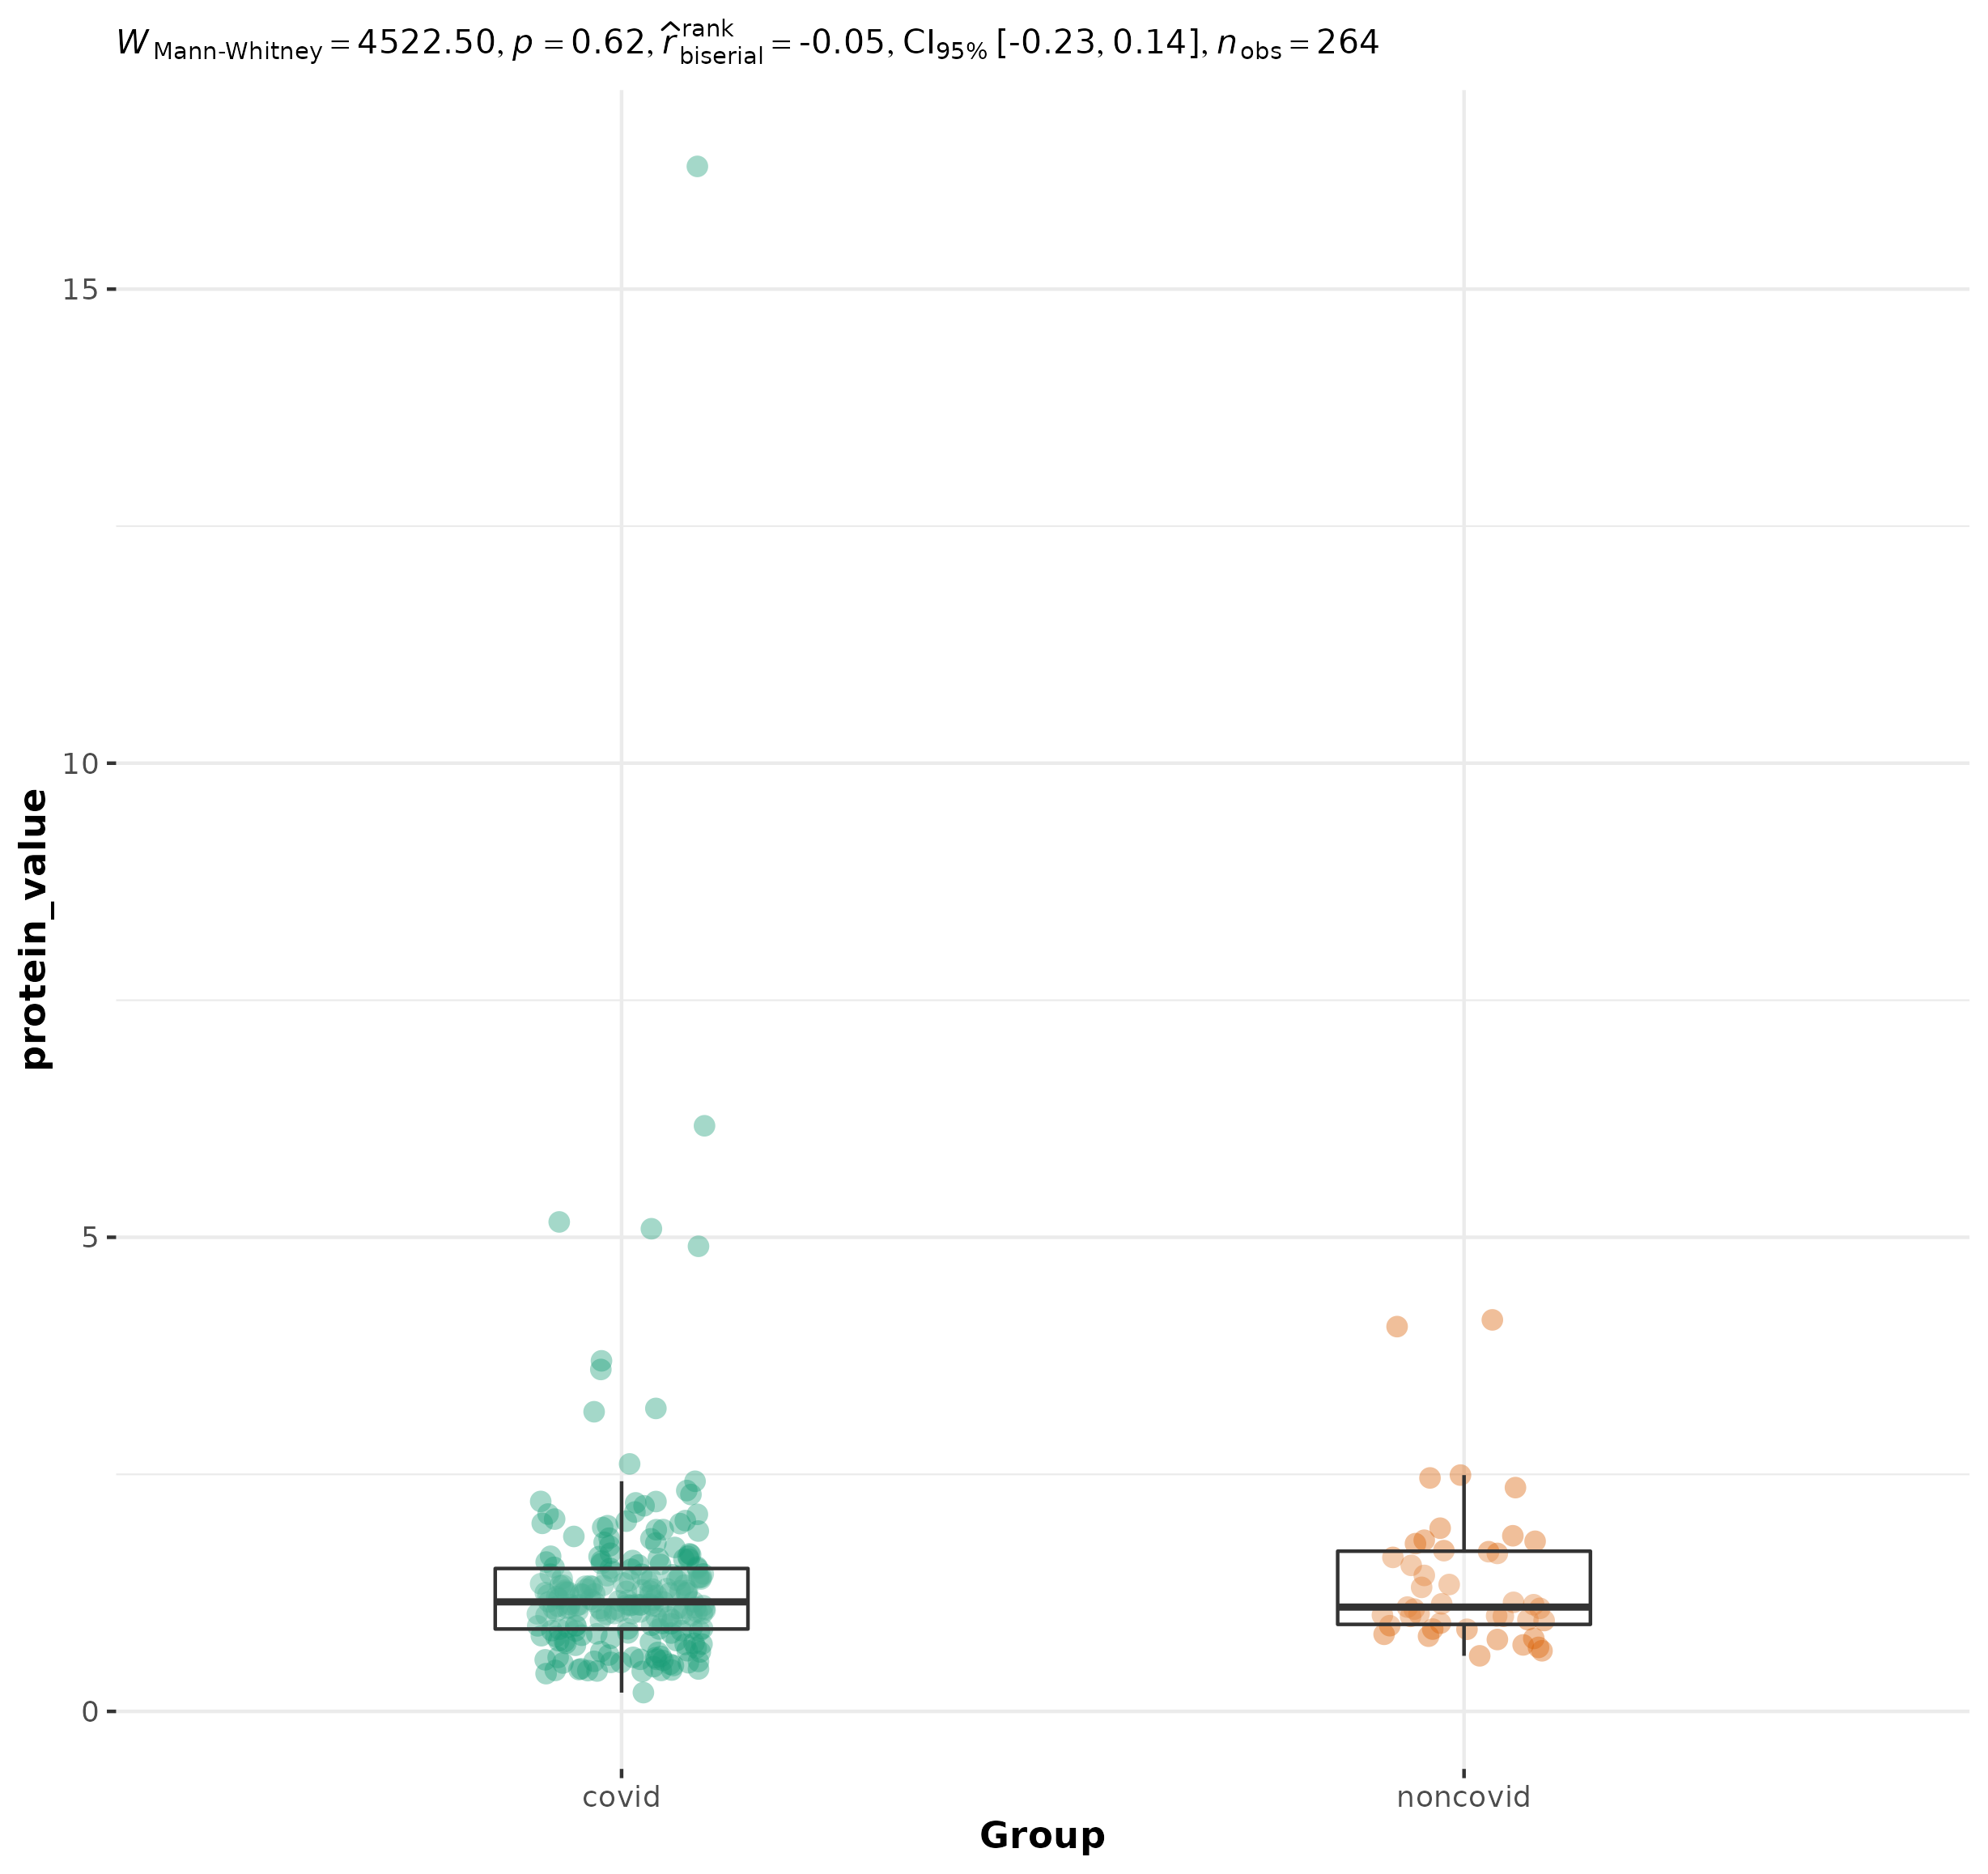 W Mann-Whitney = 4522.50, p = 0.62, r̂ rank biserial = -0.05, CI95% [-0.23, 0.14], n obs = 264
15
10
5
0
protein_value
covid noncovid
Group